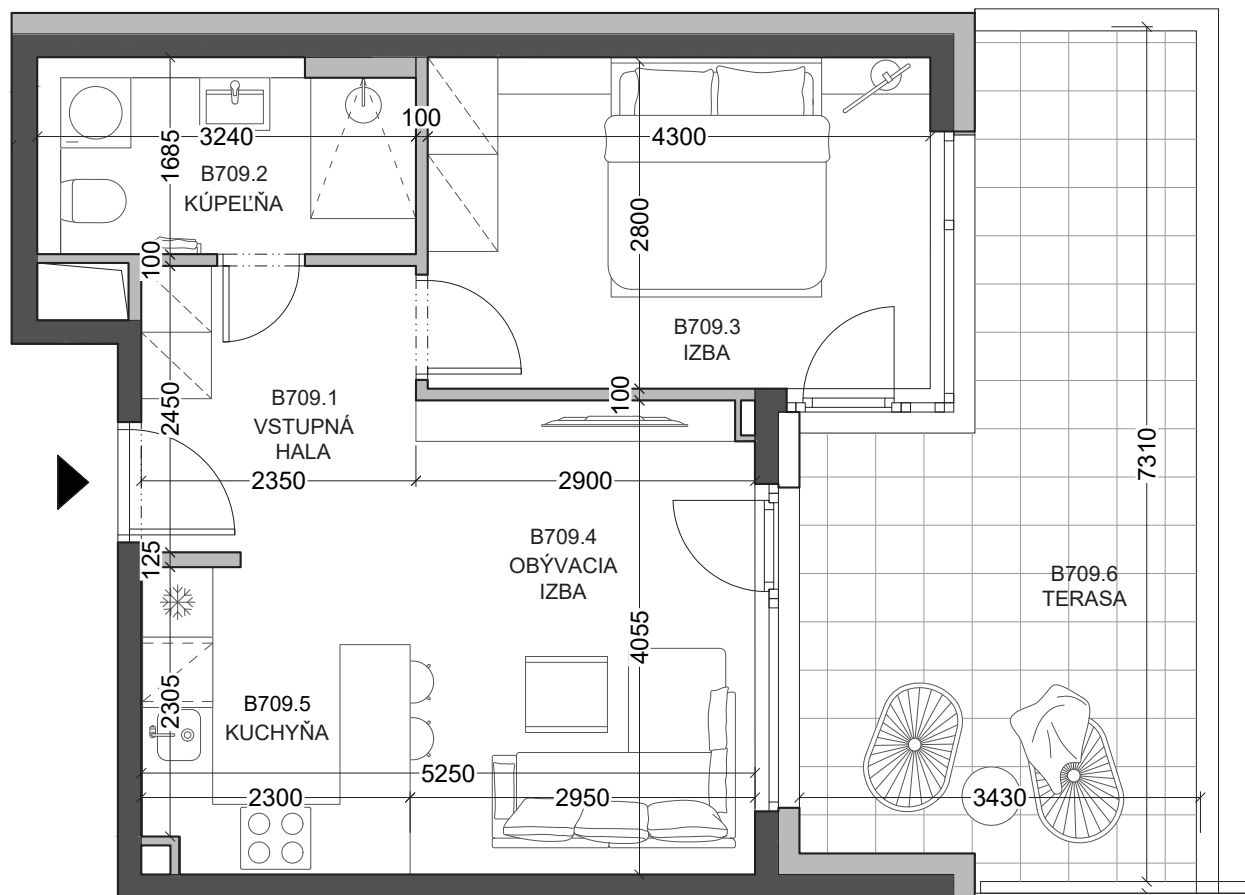 3240
100
4300
1685
B709.2
KÚPEĽŇA
2800
100
B709.3
IZBA
B709.1
VSTUPNÁ
HALA
2450
100
7310
2350
2900
B709.4
OBÝVACIA
IZBA
125
B709.6
TERASA
4055
2305
B709.5
KUCHYŇA
5250
2300
2950
3430